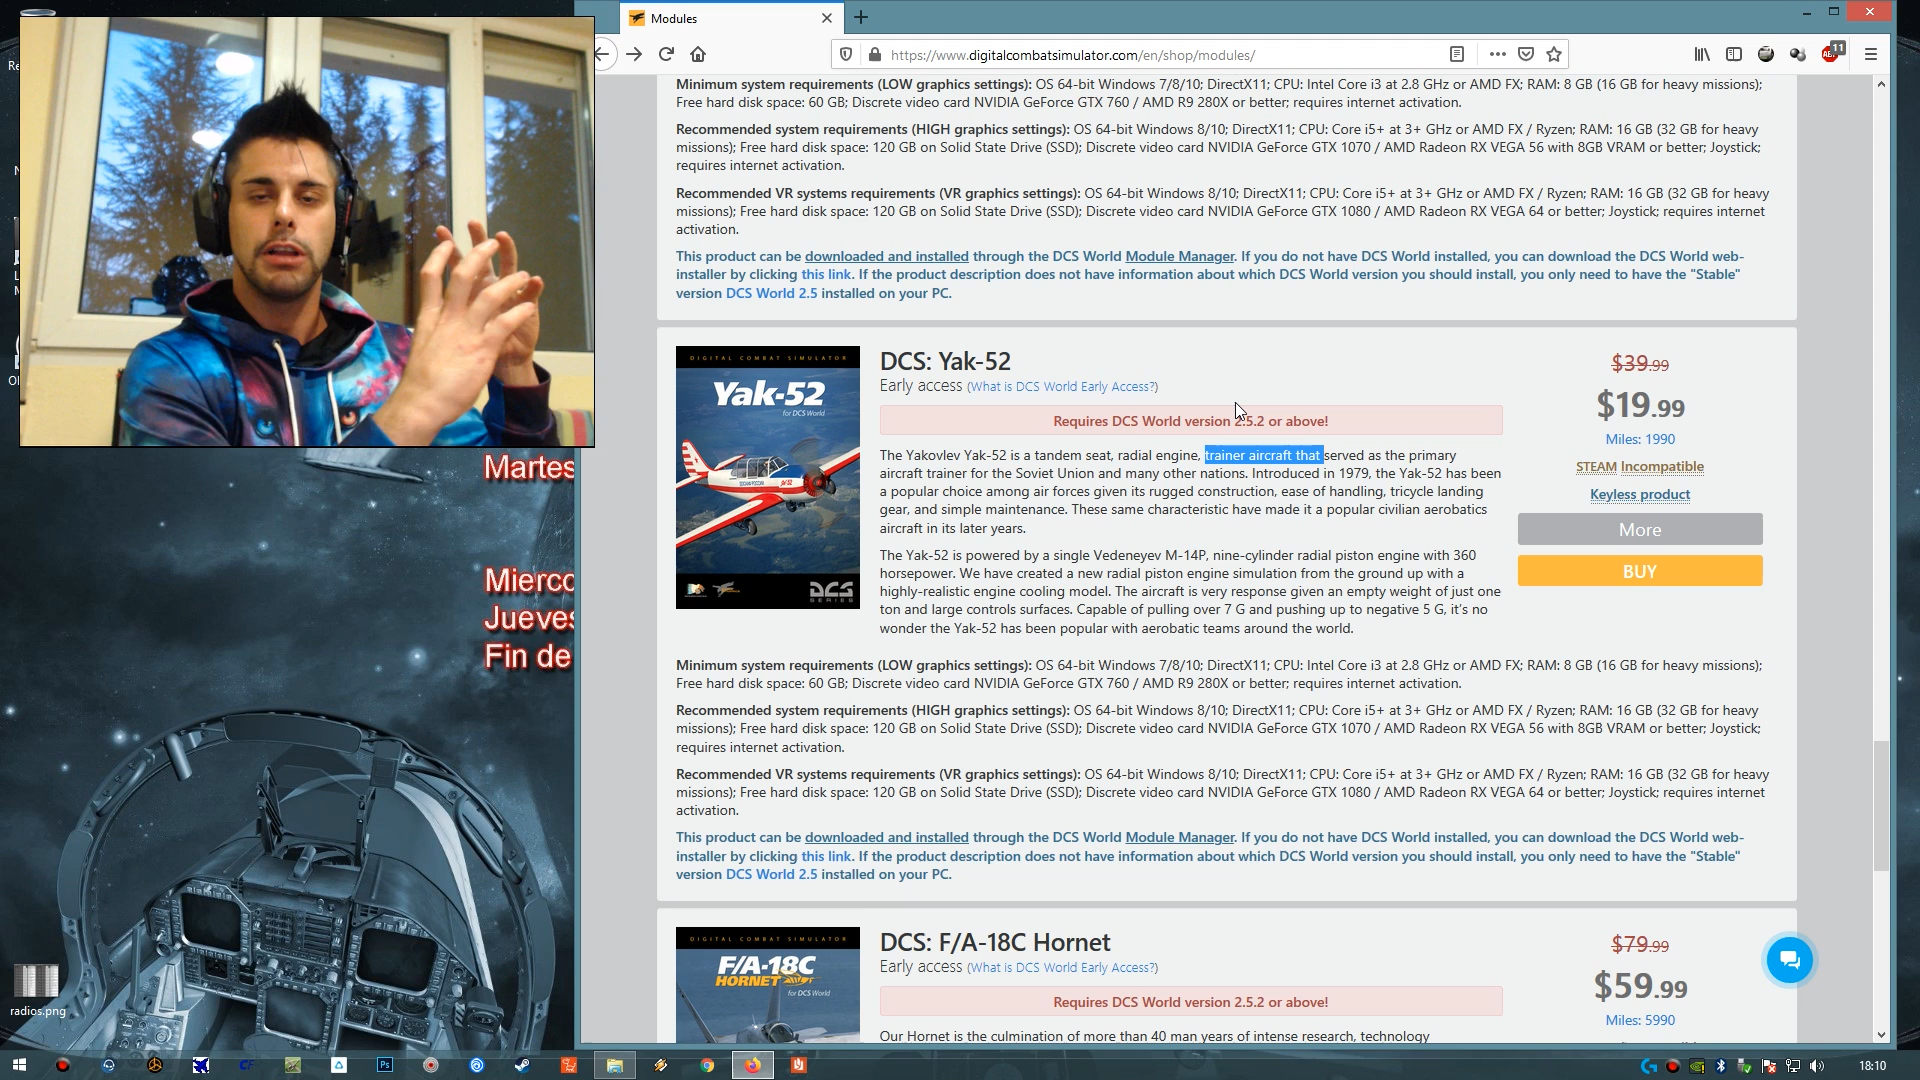 Modules
https://www.digitalcombatsimulator.com/en/shop/modules/
11
Minimum system requirements (LOW graphics settings): OS 64-bit Windows 7/8/10; DirectX11; CPU: Intel Core i3 at 2.8 GHz or AMD FX; RAM: 8 GB (16 GB for heavy missions);
Free hard disk space: 60 GB; Discrete video card NVIDIA GeForce GTX 760 / AMD R9 280X or better; requires internet activation.
Recommended system requirements (HIGH graphics settings): OS 64-bit Windows 8/10; DirectX11; CPU: Core i5+ at 3+ GHz or AMD FX / Ryzen; RAM: 16 GB (32 GB for heavy
missions); Free hard disk space: 120 GB on Solid State Drive (SSD); Discrete video card NVIDIA GeForce GTX 1070 / AMD Radeon RX VEGA 56 with 8GB VRAM or better; Joystick;
requires internet activation.
Recommended VR systems requirements (VR graphics settings): OS 64-bit Windows 8/10; DirectX11; CPU: Core i5+ at 3+ GHz or AMD FX / Ryzen; RAM: 16 GB (32 GB for heavy
missions); Free hard disk space: 120 GB on Solid State Drive (SSD); Discrete video card NVIDIA GeForce GTX 1080 / AMD Radeon RX VEGA 64 or better; Joystick; requires internet
activation.
This product can be downloaded and installed through the DCS World Module Manager. If you do not have DCS World installed, you can download the DCS World web-
installer by clicking this link. If the product description does not have information about which DCS World version you should install, you only need to have the "Stable"
version DCS World 2.5 installed on your PC.
DIGITAL COMBAT SIMULATOR
Yak-52
for DCS World
DCS
SERIES
DCS: Yak-52
Early access (What is DCS World Early Access?)
Requires DCS World version 2.5.2 or above!
The Yakovlev Yak-52 is a tandem seat, radial engine, trainer aircraft that served as the primary
aircraft trainer for the Soviet Union and many other nations. Introduced in 1979, the Yak-52 has been
a popular choice among air forces given its rugged construction, ease of handling, tricycle landing
gear, and simple maintenance. These same characteristic have made it a popular civilian aerobatics
aircraft in its later years.
The Yak-52 is powered by a single Vedeneyev M-14P, nine-cylinder radial piston engine with 360
horsepower. We have created a new radial piston engine simulation from the ground up with a
highly-realistic engine cooling model. The aircraft is very response given an empty weight of just one
ton and large controls surfaces. Capable of pulling over 7 G and pushing up to negative 5 G, it's no
wonder the Yak-52 has been popular with aerobatic teams around the world.
$39.99
$19.99
Miles: 1990
STEAM Incompatible
Keyless product
More
BUY
Minimum system requirements (LOW graphics settings): OS 64-bit Windows 7/8/10; DirectX11; CPU: Intel Core i3 at 2.8 GHz or AMD FX; RAM: 8 GB (16 GB for heavy missions);
Free hard disk space: 60 GB; Discrete video card NVIDIA GeForce GTX 760 / AMD R9 280X or better; requires internet activation.
Recommended system requirements (HIGH graphics settings): OS 64-bit Windows 8/10; DirectX11; CPU: Core i5+ at 3+ GHz or AMD FX / Ryzen; RAM: 16 GB (32 GB for heavy
missions); Free hard disk space: 120 GB on Solid State Drive (SSD); Discrete video card NVIDIA GeForce GTX 1070 / AMD Radeon RX VEGA 56 with 8GB VRAM or better; Joystick;
requires internet activation.
Recommended VR systems requirements (VR graphics settings): OS 64-bit Windows 8/10; DirectX11; CPU: Core i5+ at 3+ GHz or AMD FX / Ryzen; RAM: 16 GB (32 GB for heavy
missions); Free hard disk space: 120 GB on Solid State Drive (SSD); Discrete video card NVIDIA GeForce GTX 1080 / AMD Radeon RX VEGA 64 or better; Joystick; requires internet
activation.
This product can be downloaded and installed through the DCS World Module Manager. If you do not have DCS World installed, you can download the DCS World web-
installer by clicking this link. If the product description does not have information about which DCS World version you should install, you only need to have the "Stable"
version DCS World 2.5 installed on your PC.
DIGITAL COMBAT SIMULATOR
F/A-18C
HORNET
for DCS World
DCS: F/A-18C Hornet
Early access (What is DCS World Early Access?)
Requires DCS World version 2.5.2 or above!
Our Hornet is the culmination of more than 40 man years of intense research, technology
$79.99
$59.99
Miles: 5990
Martes
Mierco
Jueves
Fin de
radios.png
Ps
18:10